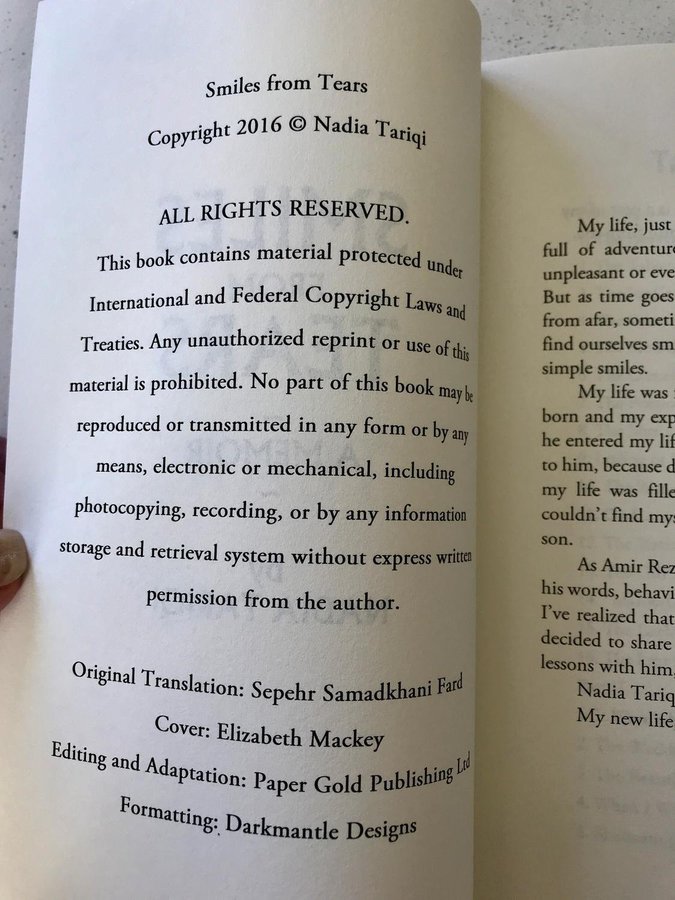 Smiles from Tears
Copyright 2016 © Nadia Tariqi
ALL RIGHTS RESERVED.
This book contains material protected under
International and Federal Copyright Laws and
Treaties. Any unauthorized reprint or use of this
material is prohibited. No part of this book may be
reproduced or transmitted in any form or by any
means, electronic or mechanical, including
photocopying, recording, or by any information
storage and retrieval system without express written
permission from the author.
Original Translation: Sepehr Samadkhani Fard
Cover: Elizabeth Mackey
Editing and Adaptation: Paper Gold Publishing Ltd
Formatting: Darkmantle Designs
My life, just
full of adventur
unpleasant or eve
But as time goes
from afar, someti
find ourselves sm
simple smiles.
My life was
born and my exp
he entered my lif
to him, because d
my life was fille
couldn't find mys
son.
As Amir Rez
his words, behavi
I've realized that
decided to share
lessons with him,
Nadia Tariq
My new life